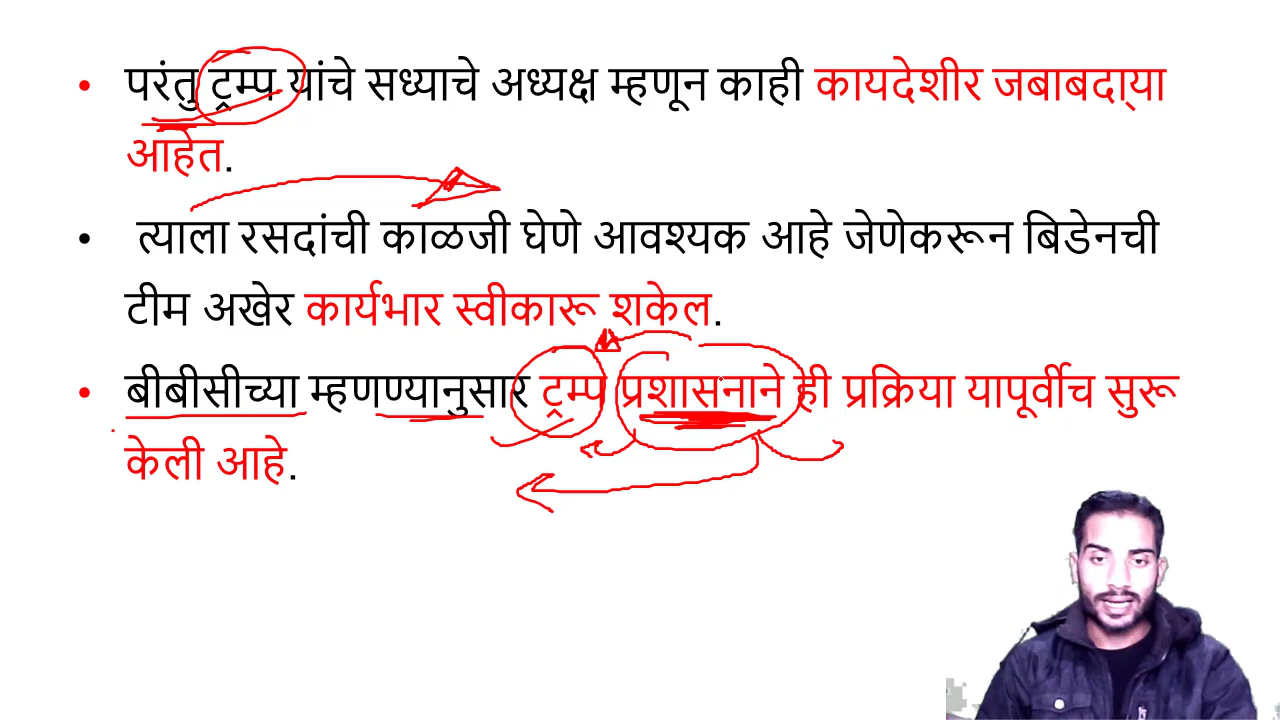 • परंतु ट्रम्प यांचे सध्याचे अध्यक्ष म्हणून काही कायदेशीर जबाबदाऱ्या
आहेत.
• त्याला रसदांची काळजी घेणे आवश्यक आहे जेणेकरून बिडेनची
टीम अखेर कार्यभार स्वीकारू शकेल.
• बीबीसीच्या म्हणण्यानुसार ट्रम्प प्रशासनाने ही प्रक्रिया यापूर्वीच सुरू
केली आहे.